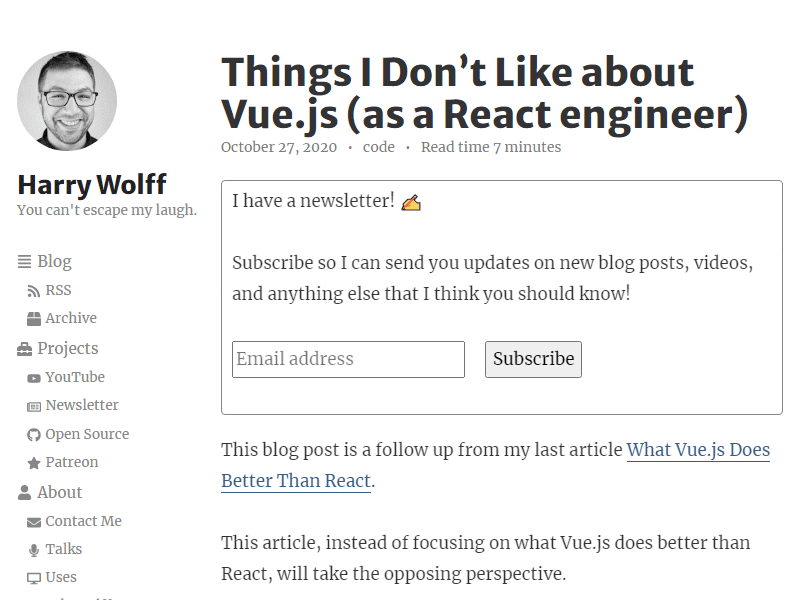 Harry Wolff
You can't escape my laugh.
Blog
RSS
Archive
Projects
YouTube
Newsletter
Open Source
Patreon
About
Contact Me
Talks
Uses
Things I Don’t Like about
Vue.js (as a React engineer)
October 27, 2020 • code • Read time 7 minutes
I have a newsletter! ✍️
Subscribe so I can send you updates on new blog posts, videos,
and anything else that I think you should know!
Email address
Subscribe
This blog post is a follow up from my last article What Vue.js Does
Better Than React.
This article, instead of focusing on what Vue.js does better than
React, will take the opposing perspective.